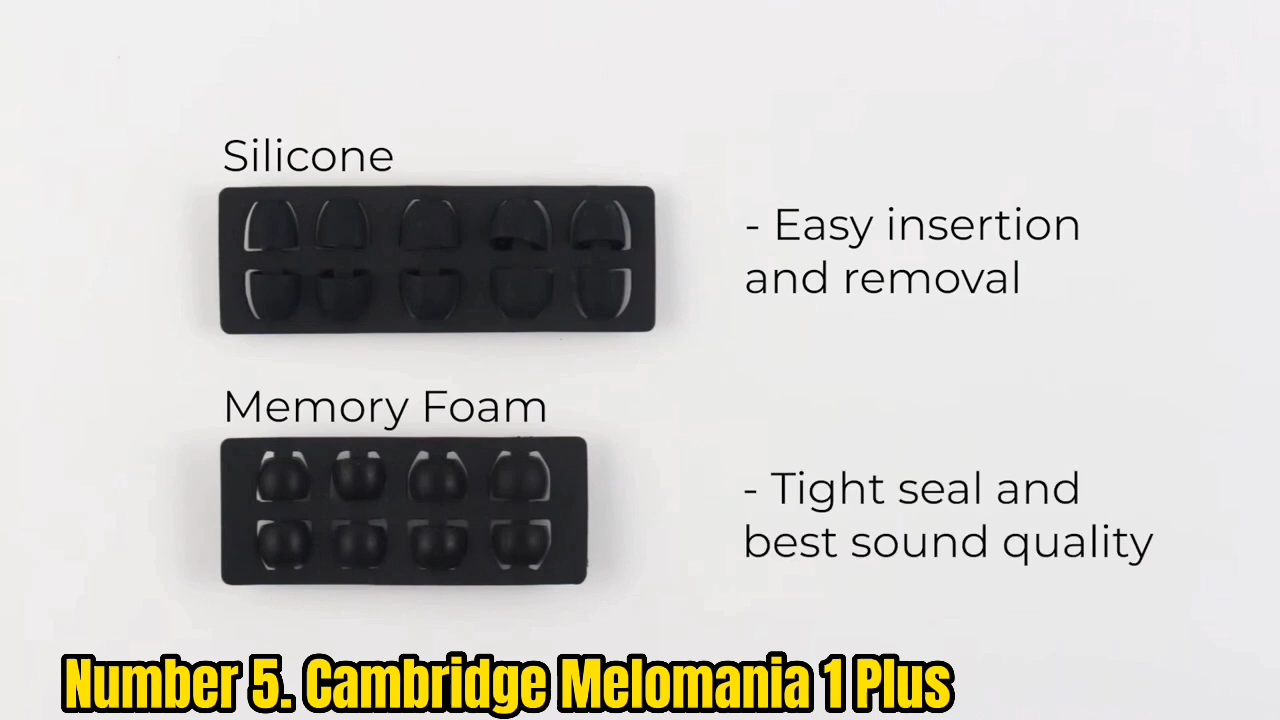 Silicone
- Easy insertion
and removal
Memory Foam
- Tight seal and
best sound quality
Number 5. Cambridge Melomania 1 Plus